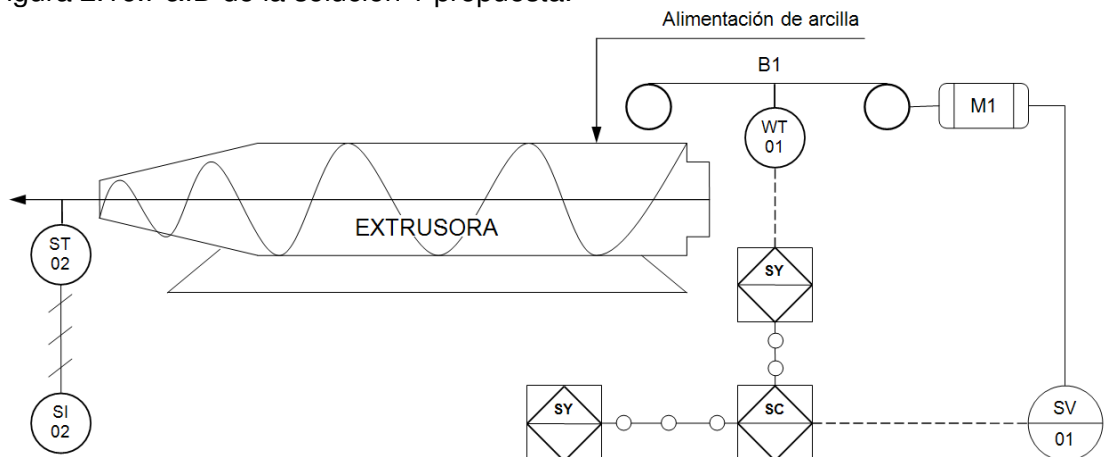 Alimentación de arcilla
B1
M1
WT
01
EXTRUSORA
ST
02
SY
SI
02
SY
SC
SV
01